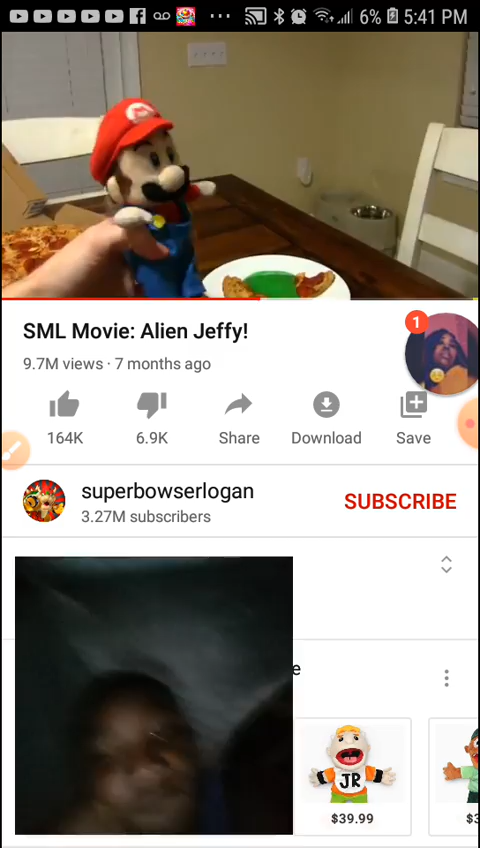 6% 5:41 PM
SML Movie: Alien Jeffy!
9.7M views · 7 months ago
1
164K 6.9K Share Download Save
superbowserlogan
3.27M subscribers
SUBSCRIBE
e
JR
$39.99
$3